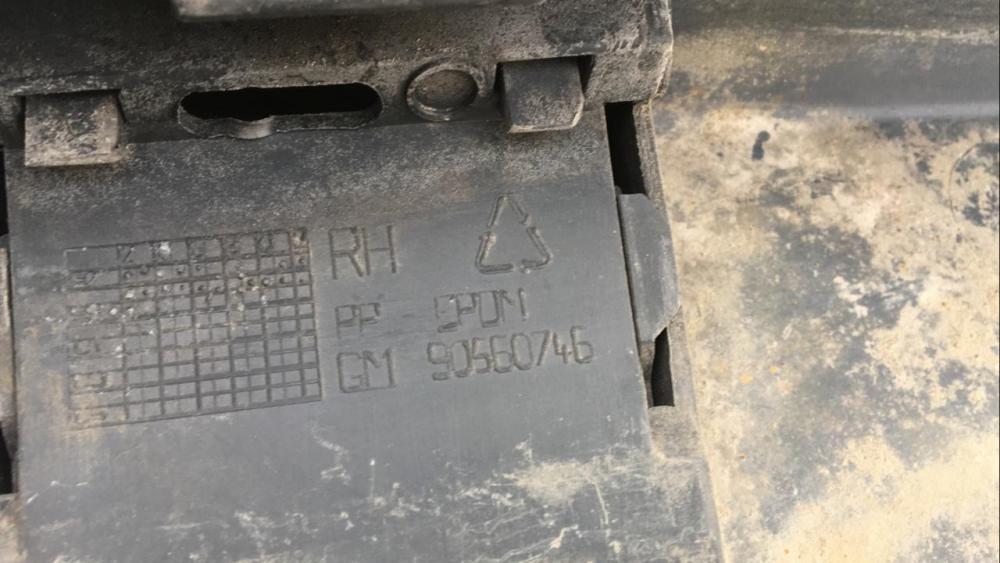 RH
PP - EPDM
GM 90560746